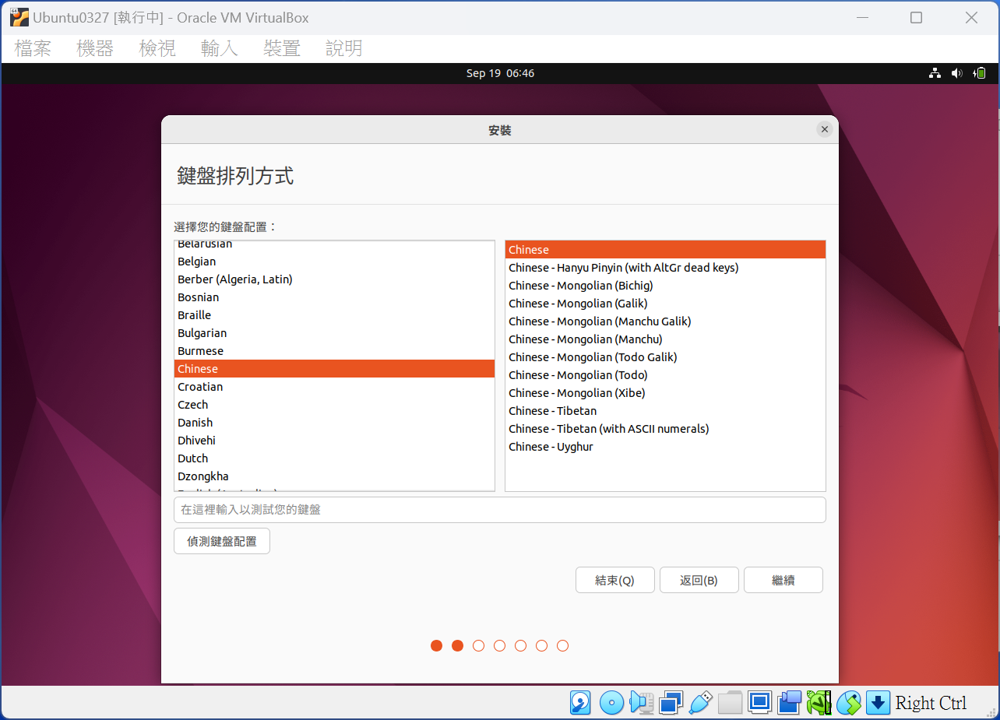 Ubuntu0327 [執行中] - Oracle VM VirtualBox
檔案 機器 檢視 輸入 裝置 說明
Sep 19 06:46
安裝
鍵盤排列方式
選擇您的鍵盤配置：
Belarusian
Belgian
Berber (Algeria, Latin)
Bosnian
Braille
Bulgarian
Burmese
Chinese
Croatian
Czech
Danish
Dhivehi
Dutch
Dzongkha
Chinese
Chinese - Hanyu Pinyin (with AltGr dead keys)
Chinese - Mongolian (Bichig)
Chinese - Mongolian (Galik)
Chinese - Mongolian (Manchu Galik)
Chinese - Mongolian (Manchu)
Chinese - Mongolian (Todo Galik)
Chinese - Mongolian (Todo)
Chinese - Mongolian (Xibe)
Chinese - Tibetan
Chinese - Tibetan (with ASCII numerals)
Chinese - Uyghur
在這裡輸入以測試您的鍵盤
偵測鍵盤配置
結束(Q) 返回(B) 繼續
Right Ctrl